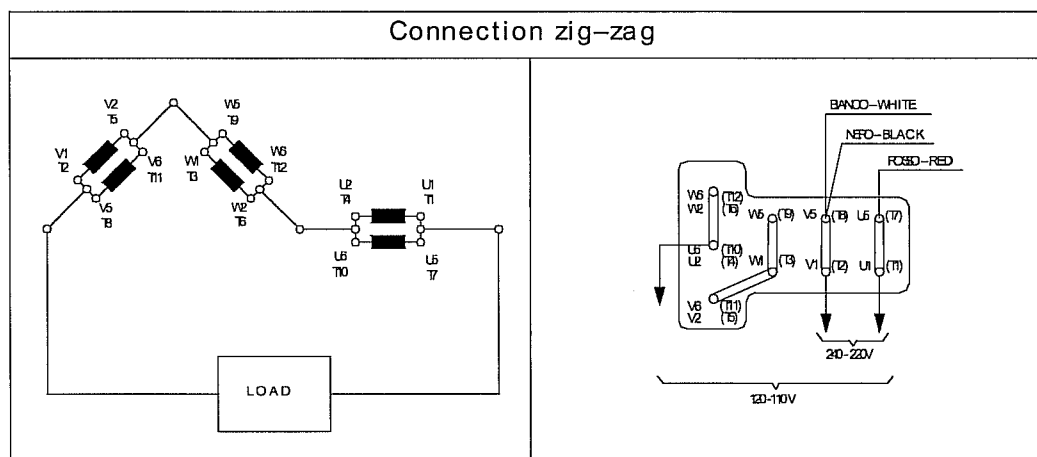 Connection zig–zag
V2
T5
W5
T9
V1
T2
V6
T11
W1
T3
W6
T12
V5
T8
W2
T6
U2
T4
U1
T1
U6
T10
U5
T7
LOAD
BIANCO–WHITE
NERO–BLACK
ROSSO–RED
W6 (T12)
W2 (T6)
W5 (T9)
V5 (T8)
U5 (T7)
U6 (T10)
U2 (T4)
W1 (T3)
V1 (T2)
U1 (T1)
V6 (T11)
V2 (T5)
240-220V
120-110V